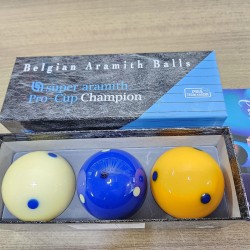 Belgian Aramith Balls
super aramith
Pro-Cup Champion